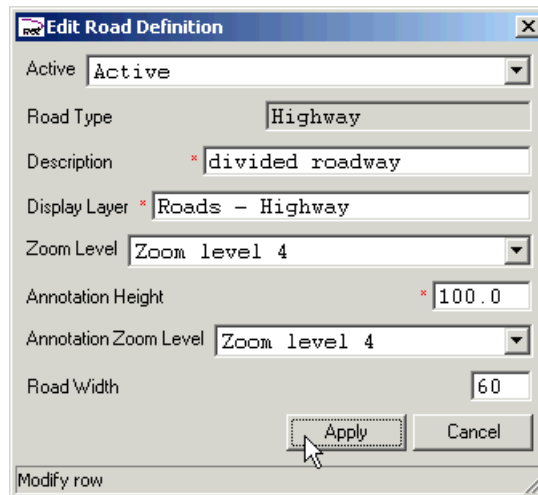 Edit Road Definition
Active Active
Road Type Highway
Description * divided roadway
Display Layer * Roads - Highway
Zoom Level Zoom level 4
Annotation Height * 100.0
Annotation Zoom Level Zoom level 4
Road Width 60
Apply Cancel
Modify row